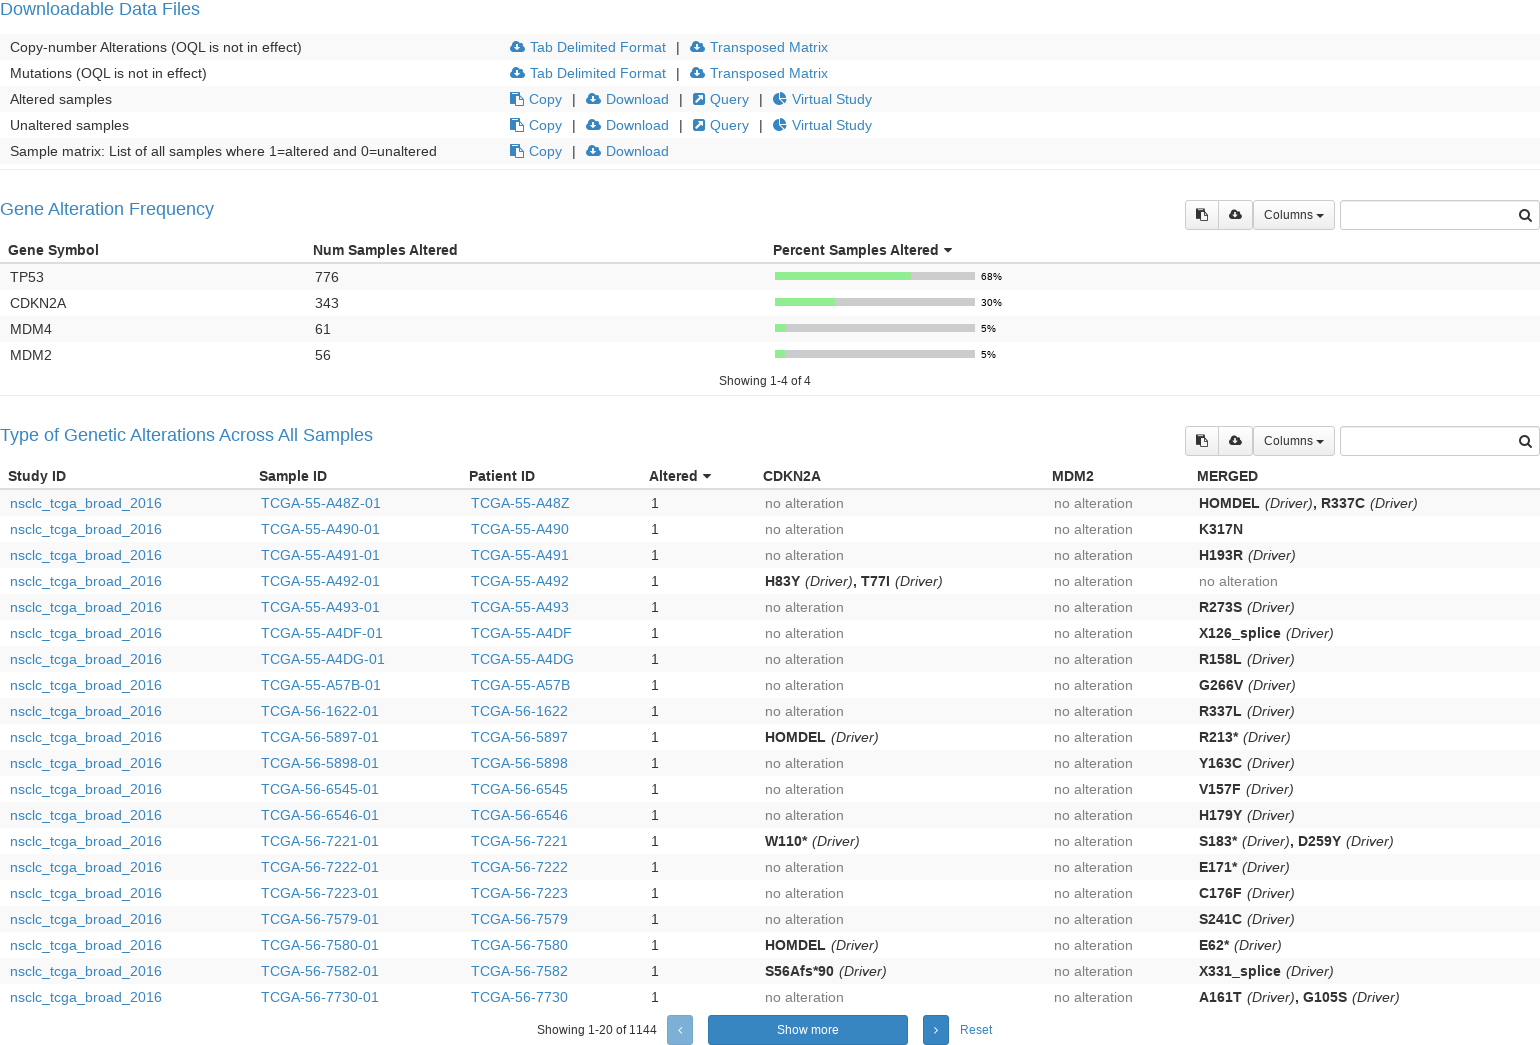 Downloadable Data Files
Copy-number Alterations (OQL is not in effect) Tab Delimited Format | Transposed Matrix
Mutations (OQL is not in effect) Tab Delimited Format | Transposed Matrix
Altered samples Copy | Download | Query | Virtual Study
Unaltered samples Copy | Download | Query | Virtual Study
Sample matrix: List of all samples where 1=altered and 0=unaltered Copy | Download
Gene Alteration Frequency Columns
Gene Symbol Num Samples Altered Percent Samples Altered
TP53 776 68%
CDKN2A 343 30%
MDM4 61 5%
MDM2 56 5%
Showing 1-4 of 4
Type of Genetic Alterations Across All Samples Columns
Study ID Sample ID Patient ID Altered CDKN2A MDM2 MERGED
nsclc_tcga_broad_2016 TCGA-55-A48Z-01 TCGA-55-A48Z 1 no alteration no alteration HOMDEL (Driver), R337C (Driver)
nsclc_tcga_broad_2016 TCGA-55-A490-01 TCGA-55-A490 1 no alteration no alteration K317N
nsclc_tcga_broad_2016 TCGA-55-A491-01 TCGA-55-A491 1 no alteration no alteration H193R (Driver)
nsclc_tcga_broad_2016 TCGA-55-A492-01 TCGA-55-A492 1 H83Y (Driver), T77I (Driver) no alteration no alteration
nsclc_tcga_broad_2016 TCGA-55-A493-01 TCGA-55-A493 1 no alteration no alteration R273S (Driver)
nsclc_tcga_broad_2016 TCGA-55-A4DF-01 TCGA-55-A4DF 1 no alteration no alteration X126_splice (Driver)
nsclc_tcga_broad_2016 TCGA-55-A4DG-01 TCGA-55-A4DG 1 no alteration no alteration R158L (Driver)
nsclc_tcga_broad_2016 TCGA-55-A57B-01 TCGA-55-A57B 1 no alteration no alteration G266V (Driver)
nsclc_tcga_broad_2016 TCGA-56-1622-01 TCGA-56-1622 1 no alteration no alteration R337L (Driver)
nsclc_tcga_broad_2016 TCGA-56-5897-01 TCGA-56-5897 1 HOMDEL (Driver) no alteration R213* (Driver)
nsclc_tcga_broad_2016 TCGA-56-5898-01 TCGA-56-5898 1 no alteration no alteration Y163C (Driver)
nsclc_tcga_broad_2016 TCGA-56-6545-01 TCGA-56-6545 1 no alteration no alteration V157F (Driver)
nsclc_tcga_broad_2016 TCGA-56-6546-01 TCGA-56-6546 1 no alteration no alteration H179Y (Driver)
nsclc_tcga_broad_2016 TCGA-56-7221-01 TCGA-56-7221 1 W110* (Driver) no alteration S183* (Driver), D259Y (Driver)
nsclc_tcga_broad_2016 TCGA-56-7222-01 TCGA-56-7222 1 no alteration no alteration E171* (Driver)
nsclc_tcga_broad_2016 TCGA-56-7223-01 TCGA-56-7223 1 no alteration no alteration C176F (Driver)
nsclc_tcga_broad_2016 TCGA-56-7579-01 TCGA-56-7579 1 no alteration no alteration S241C (Driver)
nsclc_tcga_broad_2016 TCGA-56-7580-01 TCGA-56-7580 1 HOMDEL (Driver) no alteration E62* (Driver)
nsclc_tcga_broad_2016 TCGA-56-7582-01 TCGA-56-7582 1 S56Afs*90 (Driver) no alteration X331_splice (Driver)
nsclc_tcga_broad_2016 TCGA-56-7730-01 TCGA-56-7730 1 no alteration no alteration A161T (Driver), G105S (Driver)
Showing 1-20 of 1144 ‹ Show more › Reset